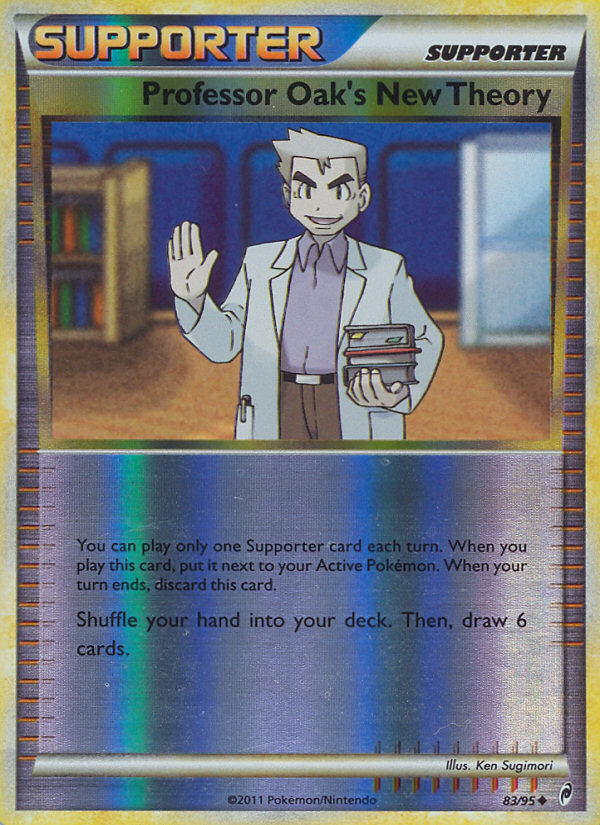 SUPPORTER
SUPPORTER
Professor Oak's New Theory
You can play only one Supporter card each turn. When you
play this card, put it next to your Active Pokémon. When your
turn ends, discard this card.
Shuffle your hand into your deck. Then, draw 6
cards.
Illus. Ken Sugimori
©2011 Pokémon/Nintendo
83/95